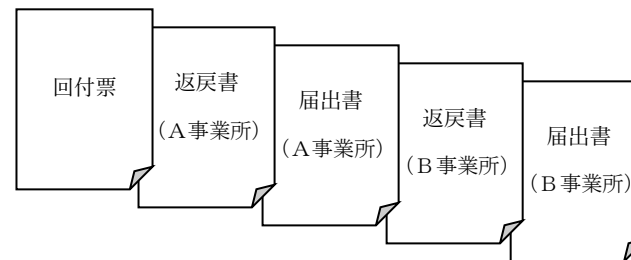 回付票
返戻書
（Ａ事業所）
届出書
（Ａ事業所）
返戻書
（Ｂ事業所）
届出書
（Ｂ事業所）